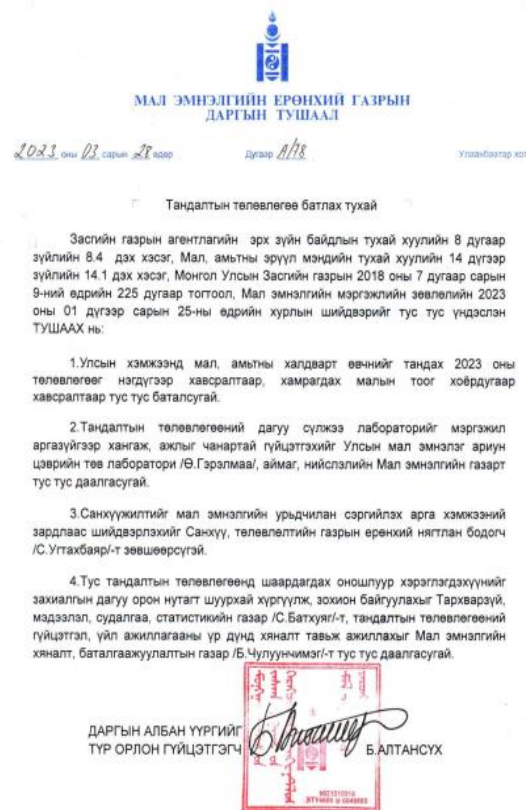 МАЛ ЭМНЭЛГИЙН ЕРӨНХИЙ ГАЗРЫН
ДАРГЫН ТУШААЛ
2023 оны 03 сарын 28 өдөр Дугаар А/78 Улаанбаатар хот
Тандалтын төлөвлөгөө батлах тухай
Засгийн газрын агентлагийн эрх зүйн байдлын тухай хуулийн 8 дугаар
зүйлийн 8.4 дэх хэсэг, Мал, амьтны эрүүл мэндийн тухай хуулийн 14 дүгээр
зүйлийн 14.1 дэх хэсэг, Монгол Улсын Засгийн газрын 2018 оны 7 дугаар сарын
9-ний өдрийн 225 дугаар тогтоол, Мал эмнэлгийн мэргэжлийн зөвлөлийн 2023
оны 01 дүгээр сарын 25-ны өдрийн хурлын шийдвэрийг тус тус үндэслэн
ТУШААХ нь:
1.Улсын хэмжээнд мал, амьтны халдварт өвчнийг тандах 2023 оны
төлөвлөгөөг нэгдүгээр хавсралтаар, хамрагдах малын тоог хоёрдугаар
хавсралтаар тус тус баталсугай.
2.Тандалтын төлөвлөгөөний дагуу сүлжээ лабораторийг мэргэжил
аргазүйгээр хангаж, ажлыг чанартай гүйцэтгэхийг Улсын мал эмнэлэг ариун
цэврийн төв лаборатори /Ө.Гэрэлмаа/, аймаг, нийслэлийн Мал эмнэлгийн газарт
тус тус даалгасугай.
3.Санхүүжилтийг мал эмнэлгийн урьдчилан сэргийлэх арга хэмжээний
зардлаас шийдвэрлэхийг Санхүү, төлөвлөлтийн газрын ерөнхий нягтлан бодогч
/С.Угтахбаяр/-т зөвшөөрсүгэй.
4.Тус тандалтын төлөвлөгөөнд шаардагдах оношлуур хэрэглэгдэхүүнийг
захиалгын дагуу орон нутагт шуурхай хүргүүлж, зохион байгуулахыг Тархварзүй,
мэдээлэл, судалгаа, статистикийн газар /С.Батхуяг/-т, тандалтын төлөвлөгөөний
гүйцэтгэл, үйл ажиллагааны үр дүнд хяналт тавьж ажиллахыг Мал эмнэлгийн
хяналт, баталгаажуулалтын газар /Б.Чулуунчимэг/-т тус тус даалгасугай.
ДАРГЫН АЛБАН ҮҮРГИЙГ
ТҮР ОРЛОН ГҮЙЦЭТГЭГЧ Б.АЛТАНСҮХ